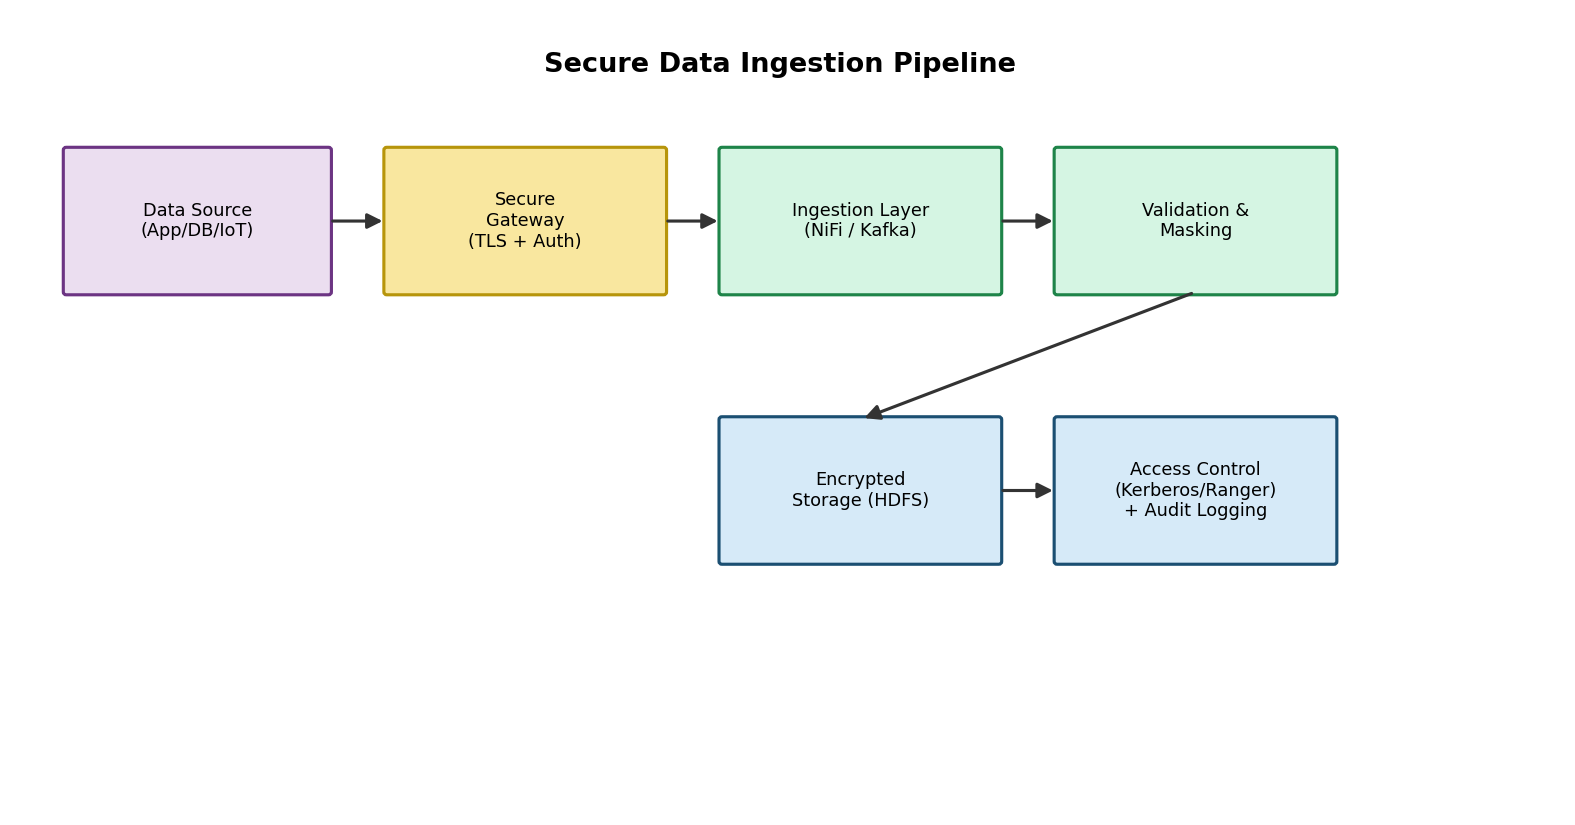 Secure Data Ingestion Pipeline
Data Source
(App/DB/IoT)
Secure
Gateway
(TLS + Auth)
Ingestion Layer
(NiFi / Kafka)
Validation &
Masking
Encrypted
Storage (HDFS)
Access Control
(Kerberos/Ranger)
+ Audit Logging